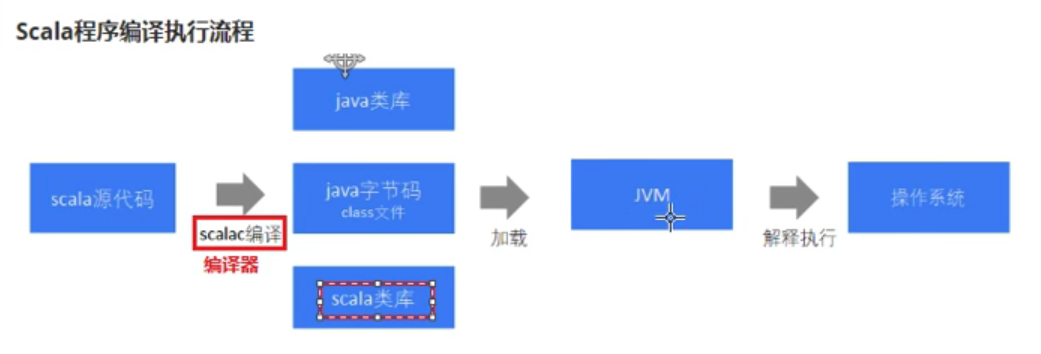 Scala程序编译执行流程
java类库
scala源代码
scalac编译
编译器
java字节码
class文件
scala类库
加载
JVM
解释执行
操作系统